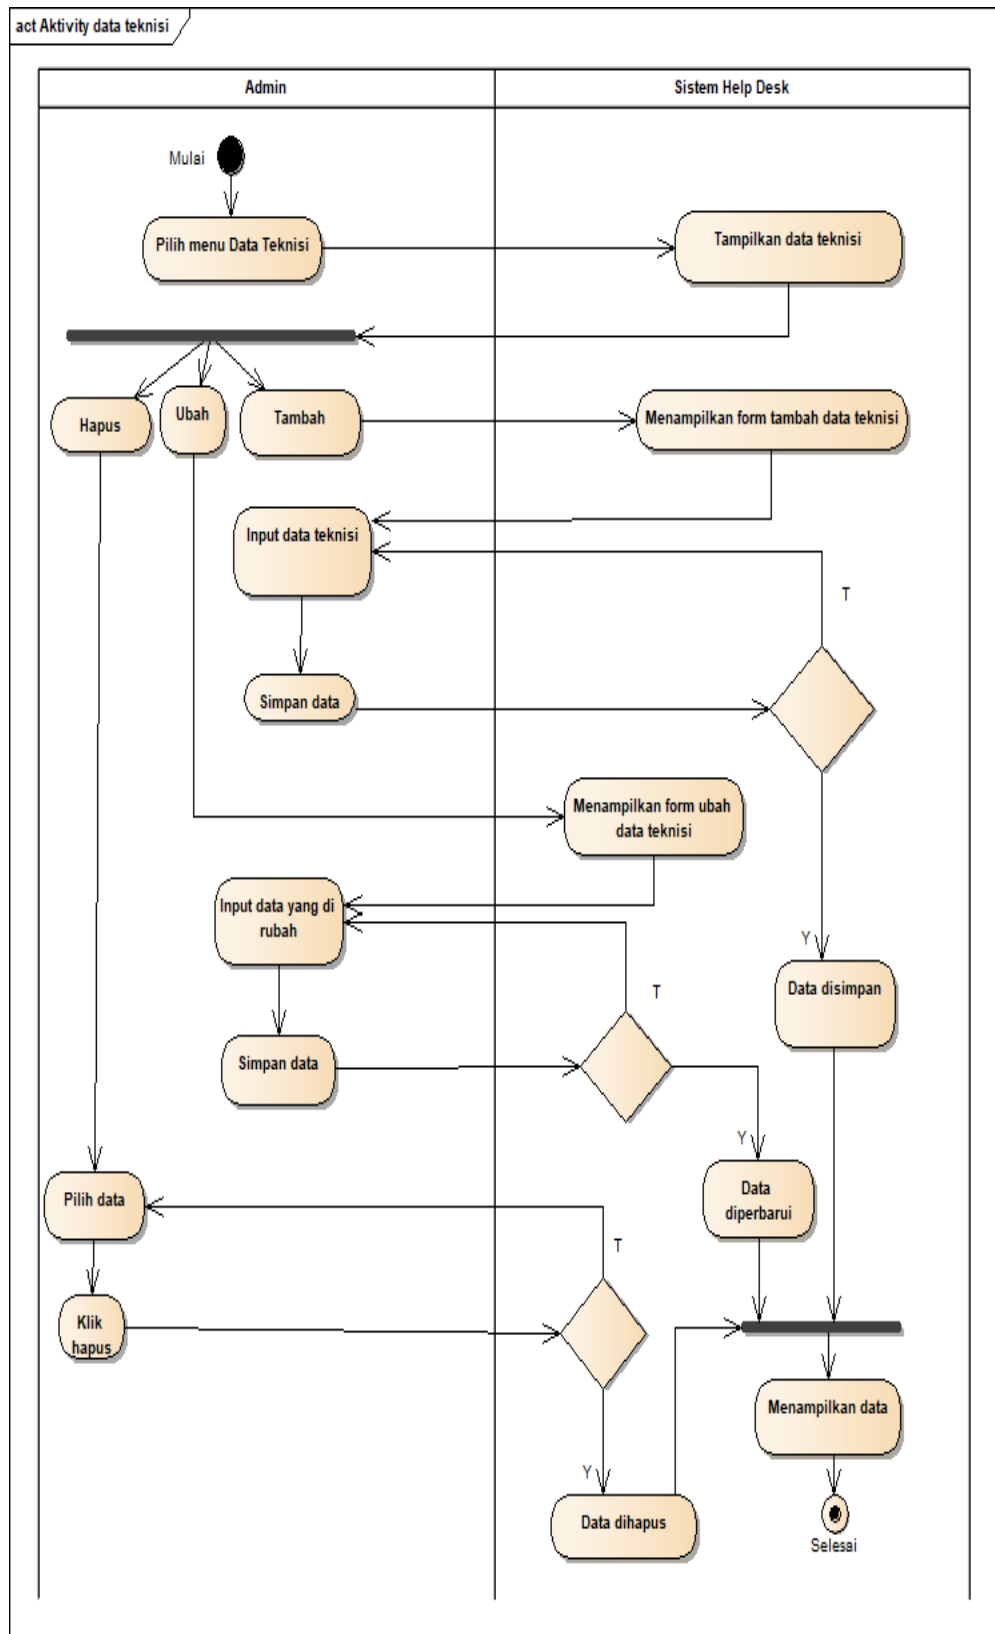 act Aktivity data teknisi
Admin
Sistem Help Desk
Mulai
Pilih menu Data Teknisi
Tampilkan data teknisi
Hapus
Ubah
Tambah
Menampilkan form tambah data teknisi
Input data teknisi
T
Simpan data
Menampilkan form ubah
data teknisi
Input data yang di
rubah
Y
Data disimpan
T
Simpan data
Y
Data
diperbarui
Pilih data
T
Klik
hapus
Menampilkan data
Y
Data dihapus
Selesai